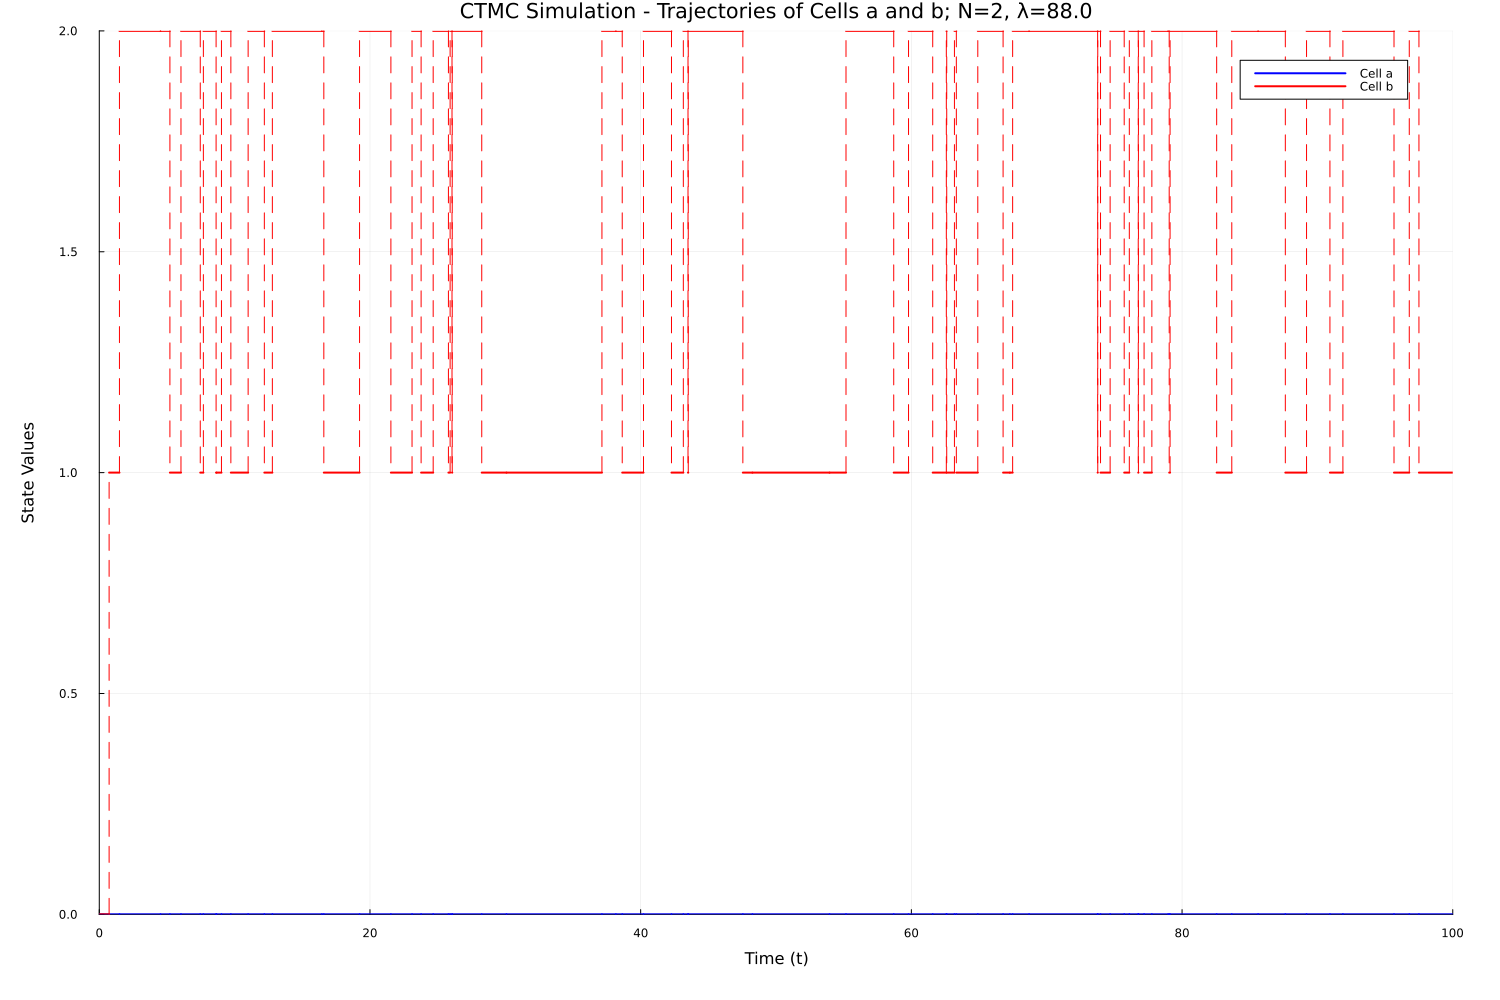 CTMC Simulation - Trajectories of Cells a and b; N=2, λ=88.0
2.0
Cell a
Cell b
1.5
1.0
State Values
0.5
0.0
0 20 40 60 80 100
Time (t)